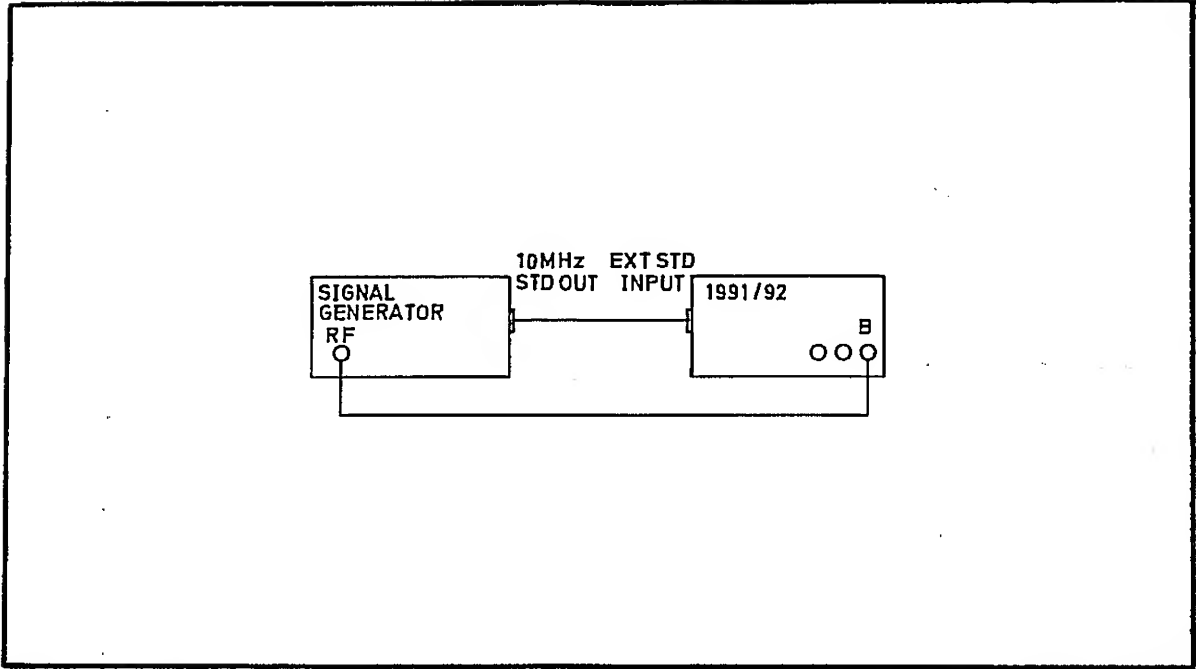 10MHz EXT STD
STD OUT INPUT
SIGNAL
GENERATOR
RF
1991/92
B